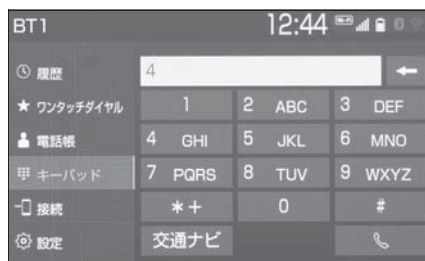 BT1 12:44 Wi-Fi
履歴 4
ワンタッチダイヤル 1 2 ABC 3 DEF
電話帳 4 GHI 5 JKL 6 MNO
キーパッド 7 PQRS 8 TUV 9 WXYZ
接続 *+ 0 #
設定 交通ナビ